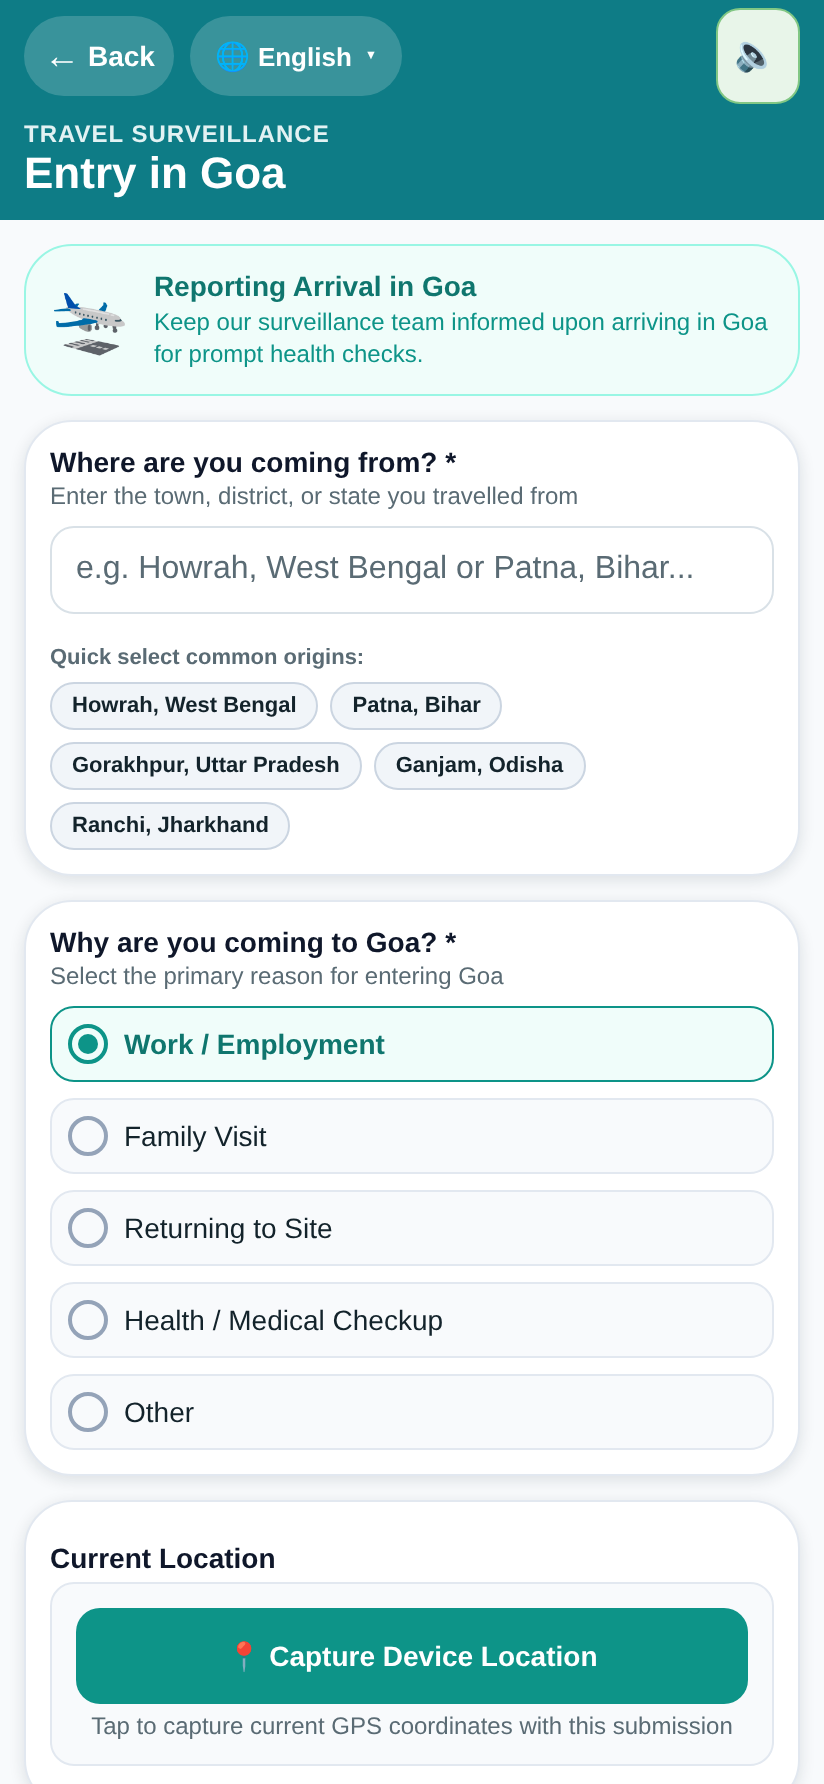 ← Back
🌐 English ▼
TRAVEL SURVEILLANCE
Entry in Goa
Reporting Arrival in Goa
Keep our surveillance team informed upon arriving in Goa
for prompt health checks.
Where are you coming from? *
Enter the town, district, or state you travelled from
e.g. Howrah, West Bengal or Patna, Bihar...
Quick select common origins:
Howrah, West Bengal
Patna, Bihar
Gorakhpur, Uttar Pradesh
Ganjam, Odisha
Ranchi, Jharkhand
Why are you coming to Goa? *
Select the primary reason for entering Goa
Work / Employment
Family Visit
Returning to Site
Health / Medical Checkup
Other
Current Location
📍 Capture Device Location
Tap to capture current GPS coordinates with this submission